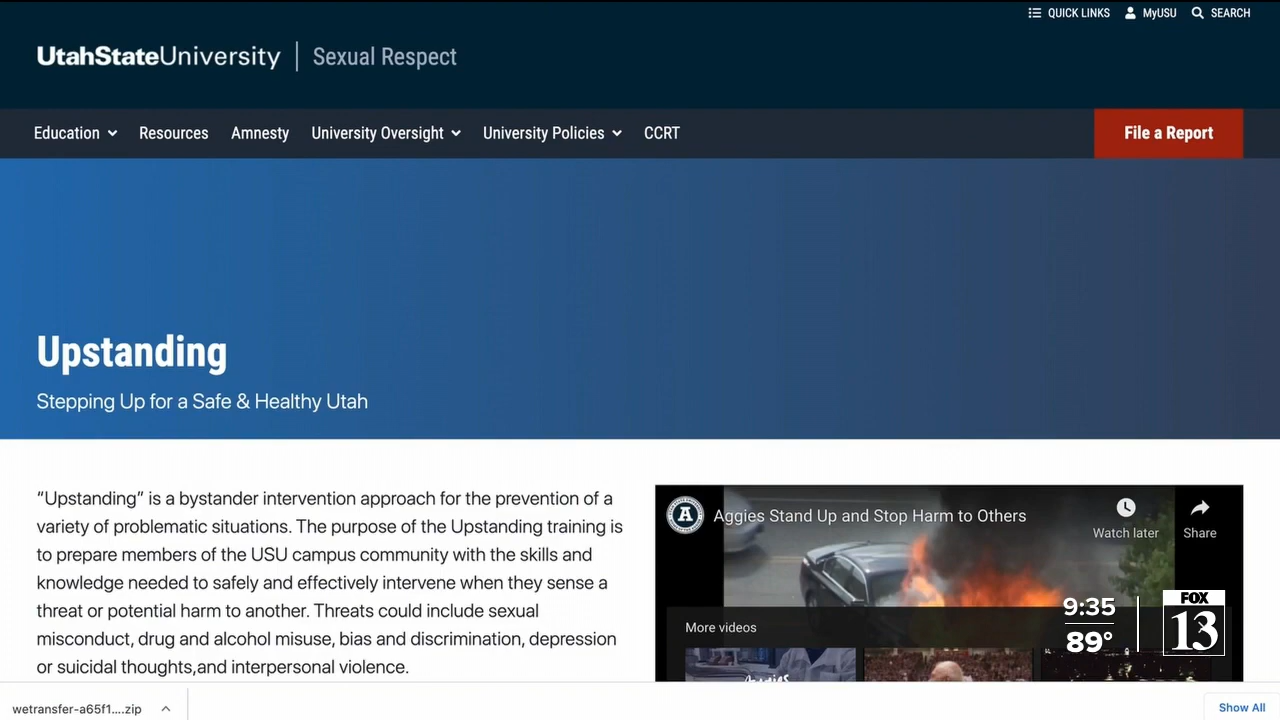 QUICK LINKS MyUSU SEARCH
UtahStateUniversity Sexual Respect
Education Resources Amnesty University Oversight University Policies CCRT File a Report
Upstanding
Stepping Up for a Safe & Healthy Utah
“Upstanding” is a bystander intervention approach for the prevention of a
variety of problematic situations. The purpose of the Upstanding training is
to prepare members of the USU campus community with the skills and
knowledge needed to safely and effectively intervene when they sense a
threat or potential harm to another. Threats could include sexual
misconduct, drug and alcohol misuse, bias and discrimination, depression
or suicidal thoughts,and interpersonal violence.
A
Aggies Stand Up and Stop Harm to Others
Watch later Share
More videos
Aggies
9:35
89°
FOX
13
wetransfer-a65f1....zip
Show All